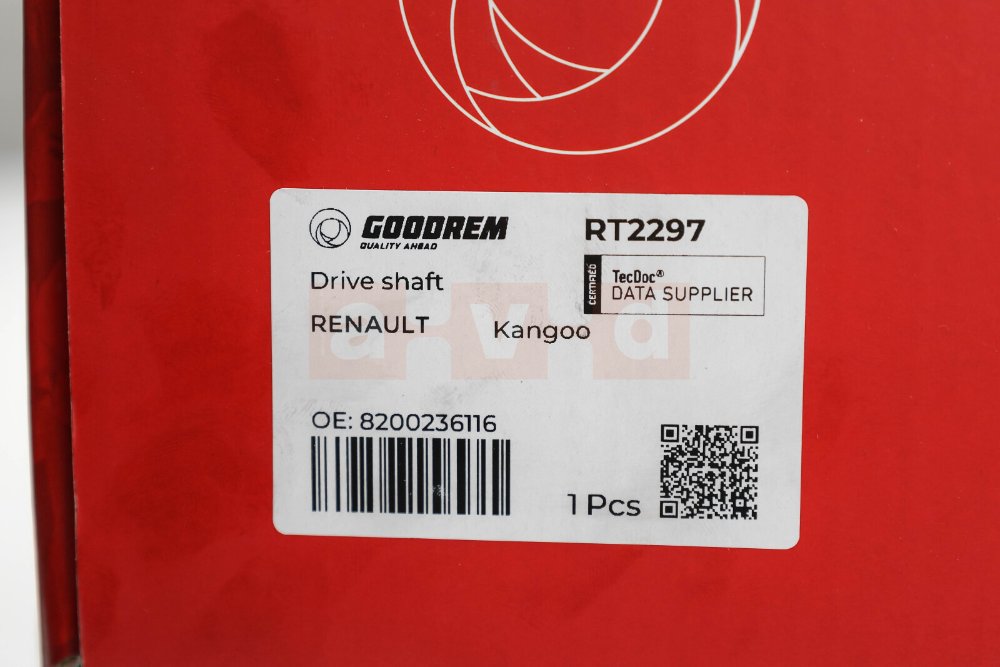 GOODREM
QUALITY AHEAD
RT2297
CERTIFIED
TecDoc®
DATA SUPPLIER
Drive shaft
RENAULT Kangoo
a v d
OE: 8200236116
1 Pcs